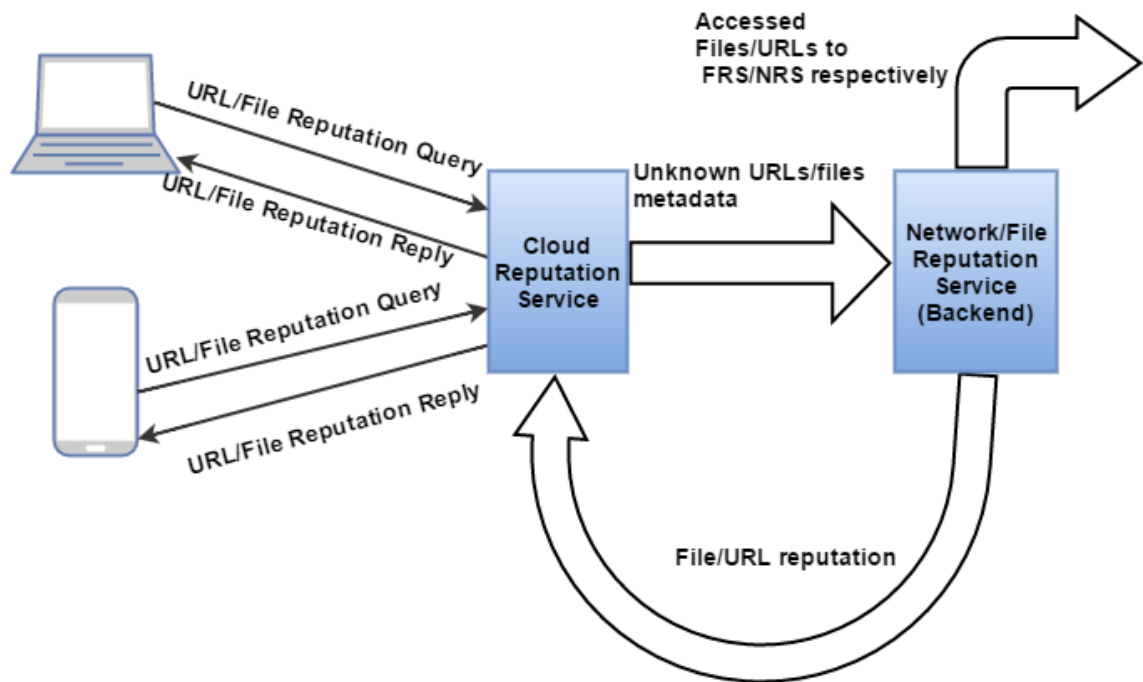 Accessed
Files/URLs to
FRS/NRS respectively
URL/File Reputation Query
URL/File Reputation Reply
Unknown URLs/files
metadata
Cloud
Reputation
Service
Network/File
Reputation
Service
(Backend)
URL/File Reputation Query
URL/File Reputation Reply
File/URL reputation